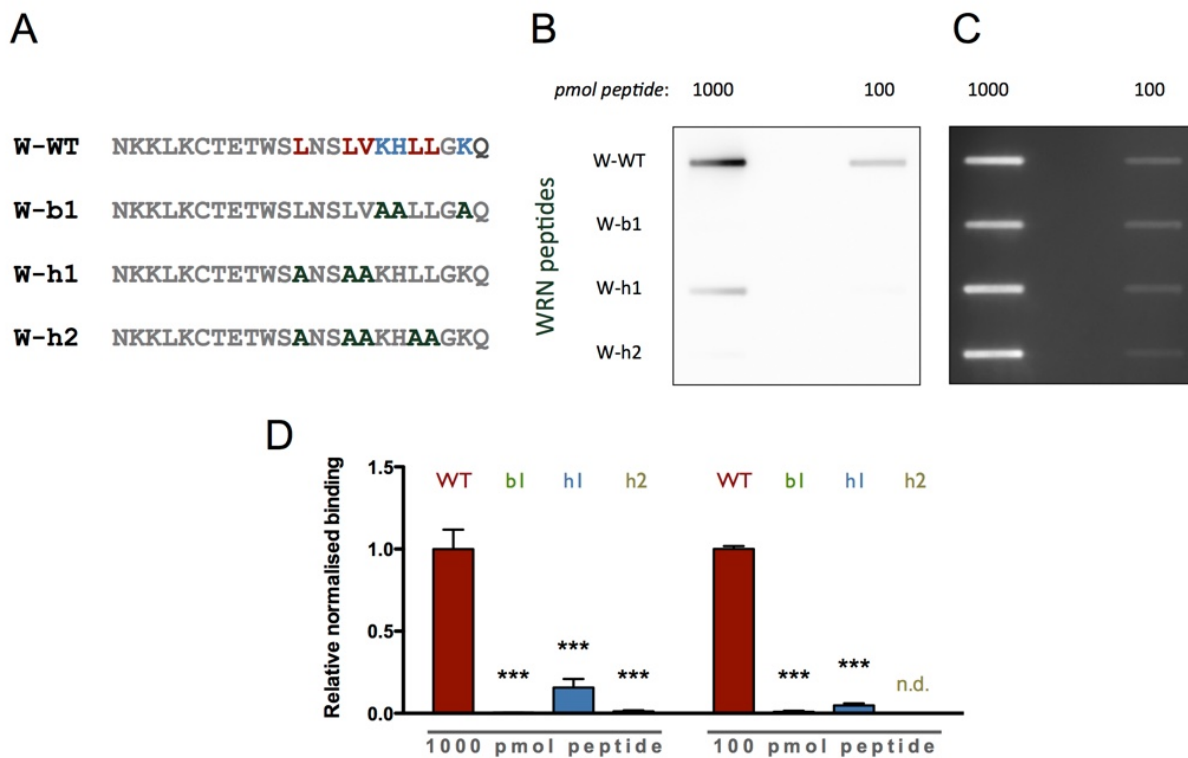 A
W-WT NKKLKCTETWSLNSLVKHLLGKQ
W-b1 NKKLKCTETWSLNSLVAALLGAQ
W-h1 NKKLKCTETWSANSAAKHLLGKQ
W-h2 NKKLKCTETWSANSAAKHAAGKQ
B
pmol peptide: 1000 100
WRN peptides
W-WT
W-b1
W-h1
W-h2
C
1000 100
D
Relative normalised binding
1.5
1.0
0.5
0.0
WT b1 h1 h2 WT b1 h1 h2
*** *** *** *** *** n.d.
1000 pmol peptide 100 pmol peptide